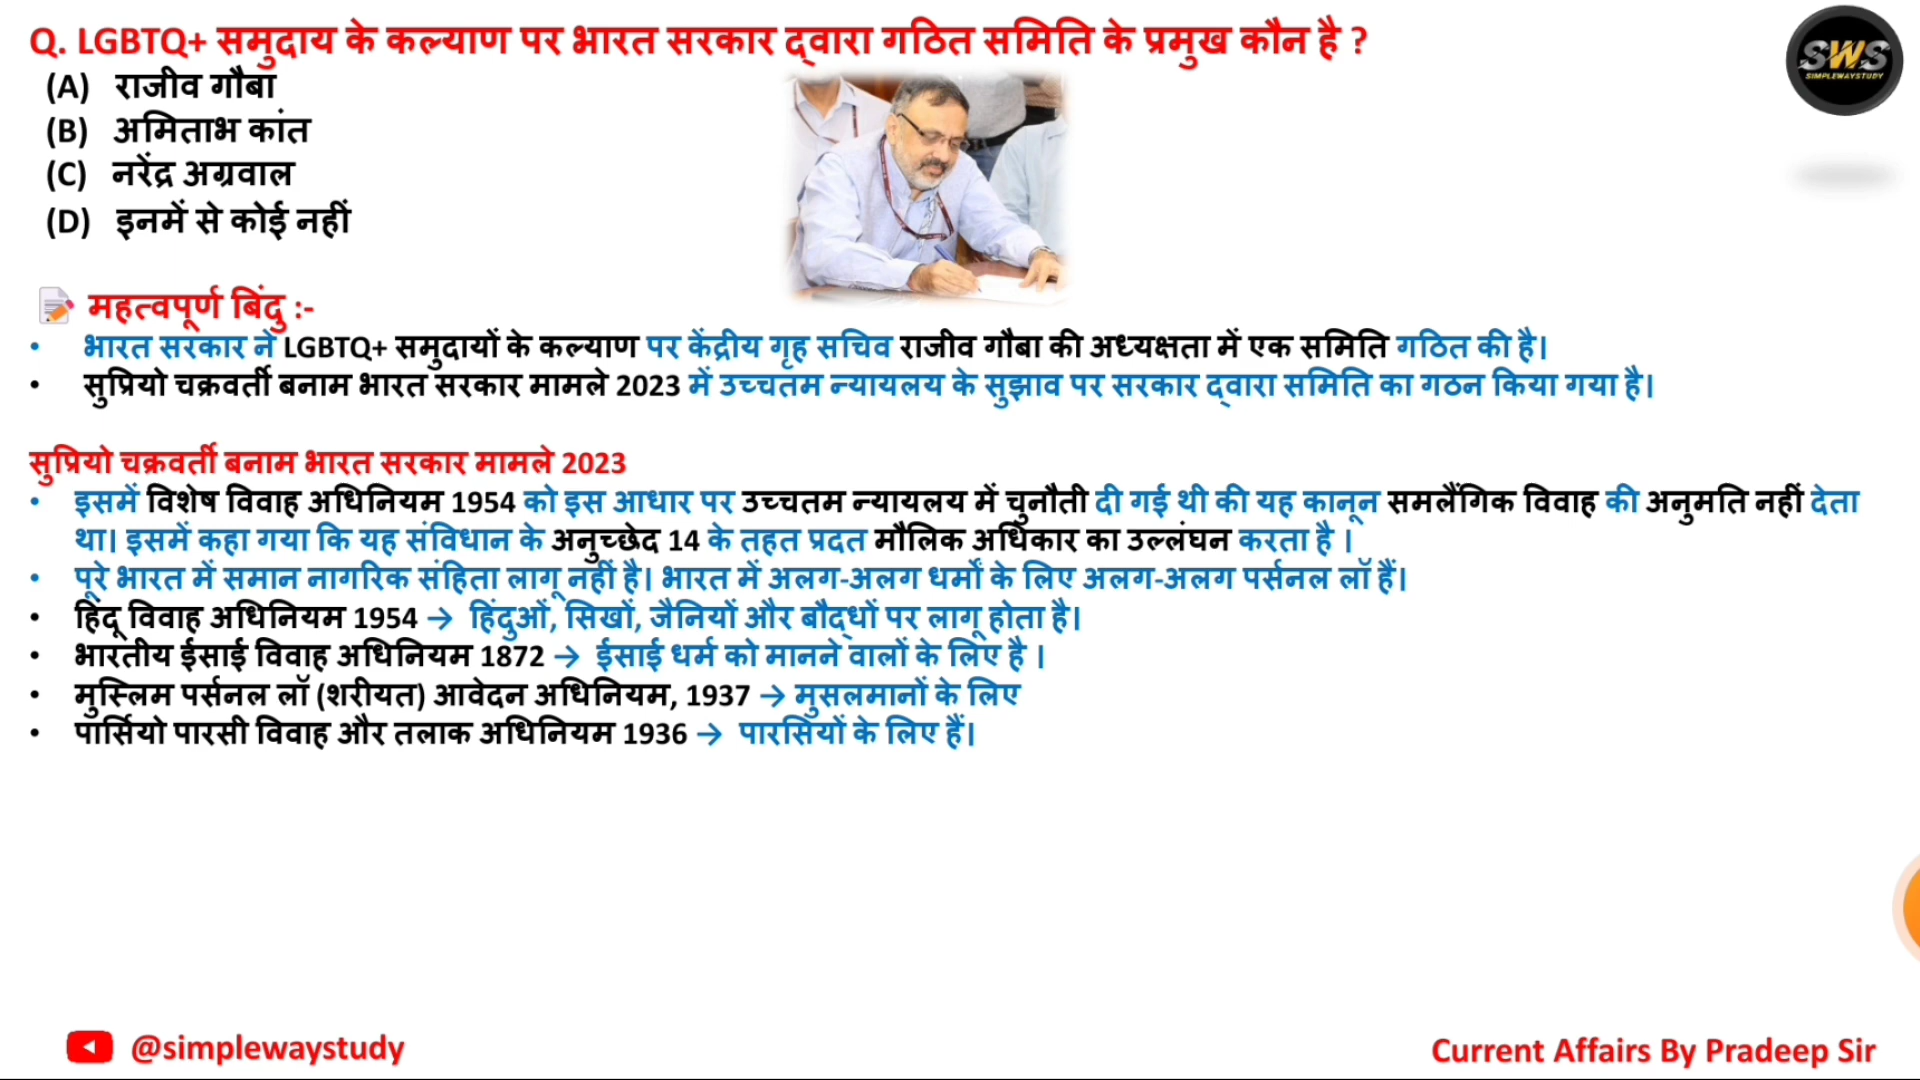 Q. LGBTQ+ समुदाय के कल्याण पर भारत सरकार द्वारा गठित समिति के प्रमुख कौन है ?
SWS
SIMPLEWAYSTUDY
(A) राजीव गौबा
(B) अमिताभ कांत
(C) नरेंद्र अग्रवाल
(D) इनमें से कोई नहीं
महत्वपूर्ण बिंदु :-
• भारत सरकार ने LGBTQ+ समुदायों के कल्याण पर केंद्रीय गृह सचिव राजीव गौबा की अध्यक्षता में एक समिति गठित की है।
• सुप्रियो चक्रवर्ती बनाम भारत सरकार मामले 2023 में उच्चतम न्यायलय के सुझाव पर सरकार द्वारा समिति का गठन किया गया है।
सुप्रियो चक्रवर्ती बनाम भारत सरकार मामले 2023
• इसमें विशेष विवाह अधिनियम 1954 को इस आधार पर उच्चतम न्यायलय में चुनौती दी गई थी की यह कानून समलैंगिक विवाह की अनुमति नहीं देता
था। इसमें कहा गया कि यह संविधान के अनुच्छेद 14 के तहत प्रदत मौलिक अधिकार का उल्लंघन करता है ।
• पूरे भारत में समान नागरिक संहिता लागू नहीं है। भारत में अलग-अलग धर्मों के लिए अलग-अलग पर्सनल लॉ हैं।
• हिंदू विवाह अधिनियम 1954 → हिंदुओं, सिखों, जैनियों और बौद्धों पर लागू होता है।
• भारतीय ईसाई विवाह अधिनियम 1872 → ईसाई धर्म को मानने वालों के लिए है ।
• मुस्लिम पर्सनल लॉ (शरीयत) आवेदन अधिनियम, 1937 → मुसलमानों के लिए
• पार्सियो पारसी विवाह और तलाक अधिनियम 1936 → पारसियों के लिए हैं।
@simplewaystudy
Current Affairs By Pradeep Sir